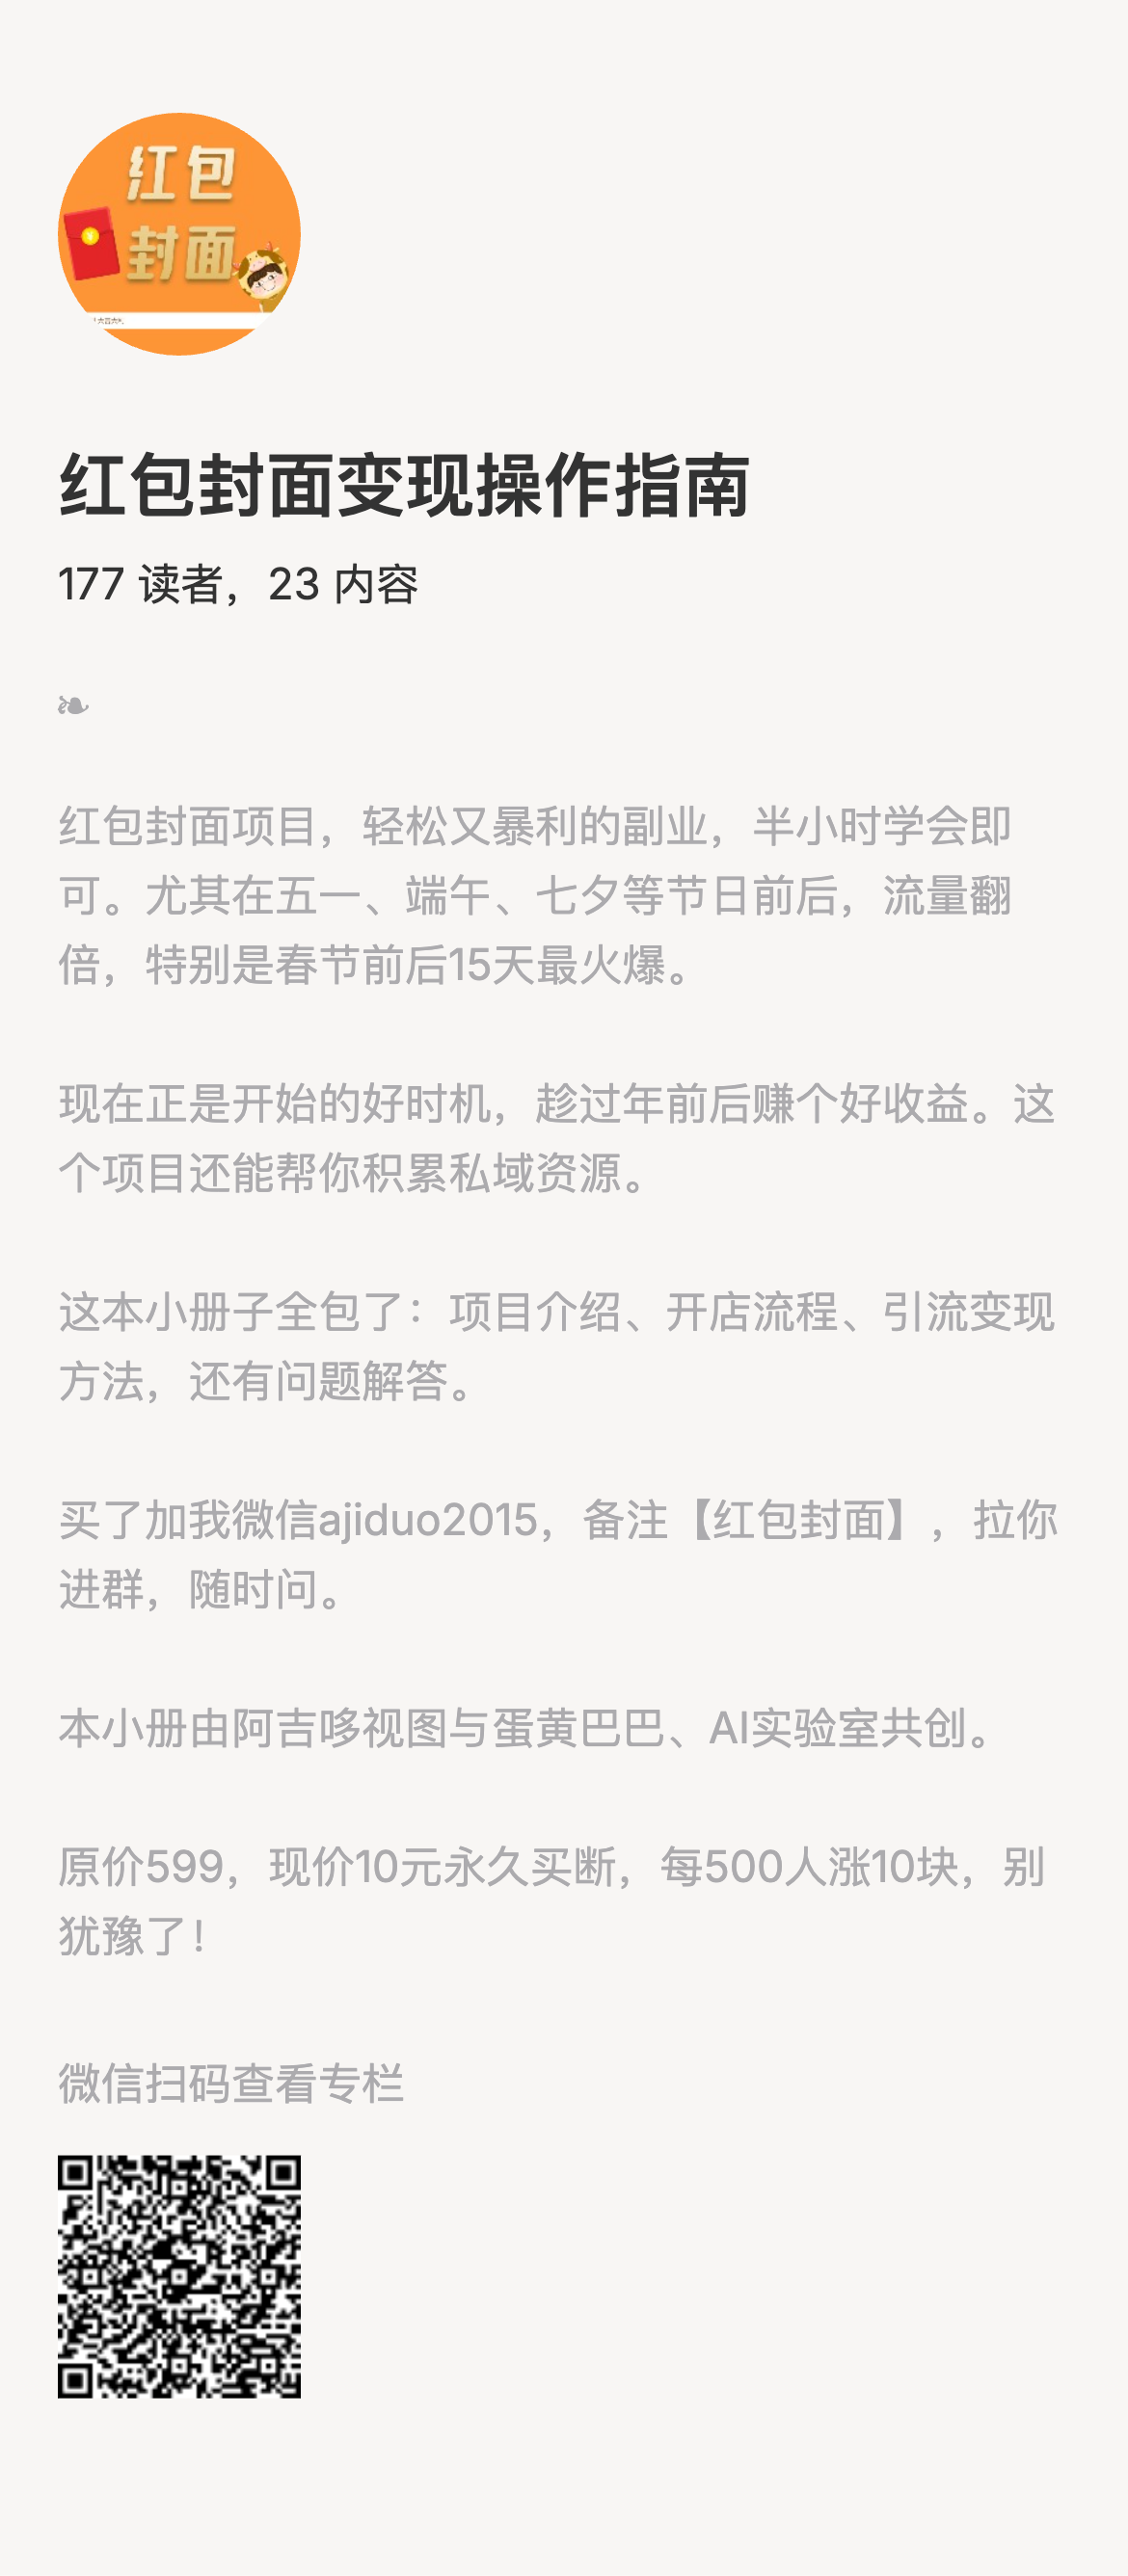 红包
封面
红包封面变现操作指南
177 读者，23 内容
红包封面项目，轻松又暴利的副业，半小时学会即
可。尤其在五一、端午、七夕等节日前后，流量翻
倍，特别是春节前后15天最火爆。
现在正是开始的好时机，趁过年前后赚个好收益。这
个项目还能帮你积累私域资源。
这本小册子全包了：项目介绍、开店流程、引流变现
方法，还有问题解答。
买了加我微信ajiduo2015，备注【红包封面】，拉你
进群，随时问。
本小册由阿吉哆视图与蛋黄巴巴、AI实验室共创。
原价599，现价10元永久买断，每500人涨10块，别
犹豫了！
微信扫码查看专栏